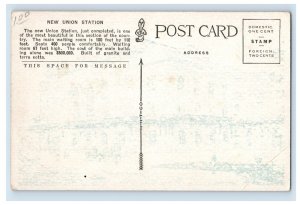 100
NEW UNION STATION
The new Union Station, just completed, is one
of the most beautiful in this section of the coun-
try. The main waiting room is 100 feet by 110
feet. Seats 400 people comfortably. Waiting
room 61 feet high. The cost of the main build-
ing alone was $500,000. Built of granite and
terra cotta.
THIS SPACE FOR MESSAGE
POST CARD
ADDRESS
DOMESTIC
ONE CENT
STAMP
FOREIGN
TWO CENTS